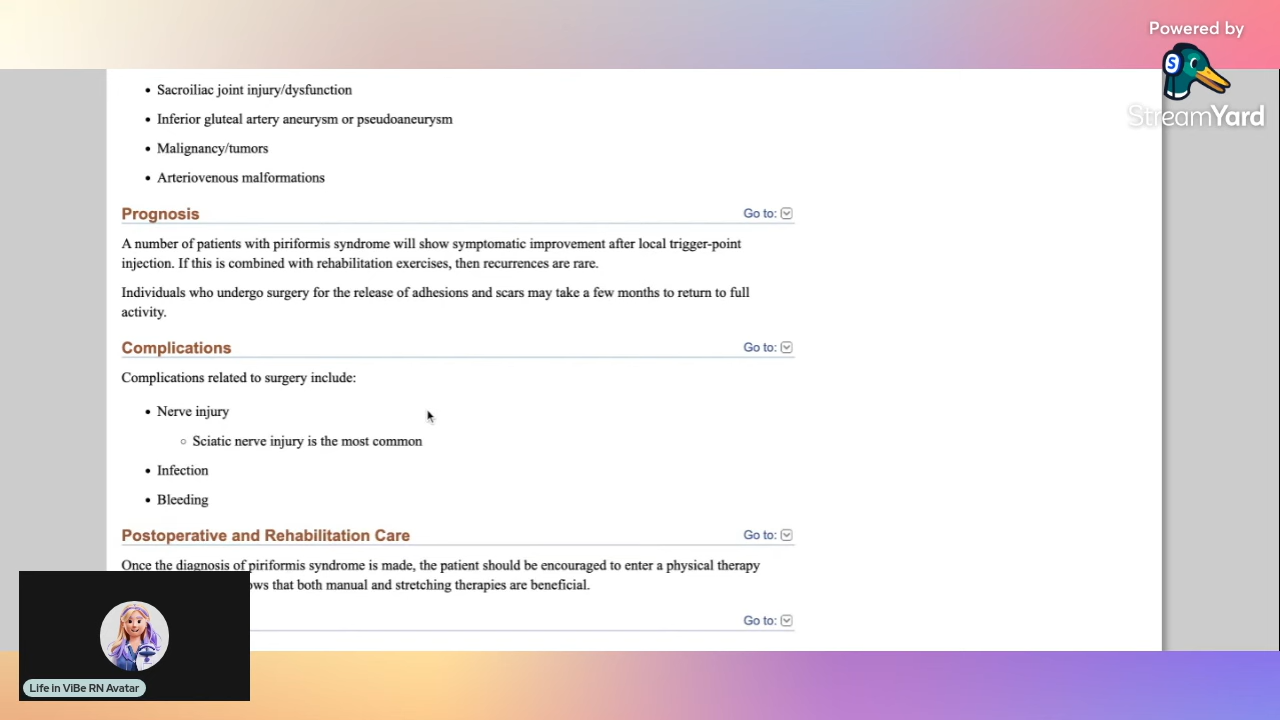 Powered by
StreamYard
Sacroiliac joint injury/dysfunction
Inferior gluteal artery aneurysm or pseudoaneurysm
Malignancy/tumors
Arteriovenous malformations
Prognosis Go to:
A number of patients with piriformis syndrome will show symptomatic improvement after local trigger-point
injection. If this is combined with rehabilitation exercises, then recurrences are rare.
Individuals who undergo surgery for the release of adhesions and scars may take a few months to return to full
activity.
Complications Go to:
Complications related to surgery include:
Nerve injury
Sciatic nerve injury is the most common
Infection
Bleeding
Postoperative and Rehabilitation Care Go to:
Once the diagnosis of piriformis syndrome is made, the patient should be encouraged to enter a physical therapy
that both manual and stretching therapies are beneficial.
Go to:
Life in ViBe RN Avatar